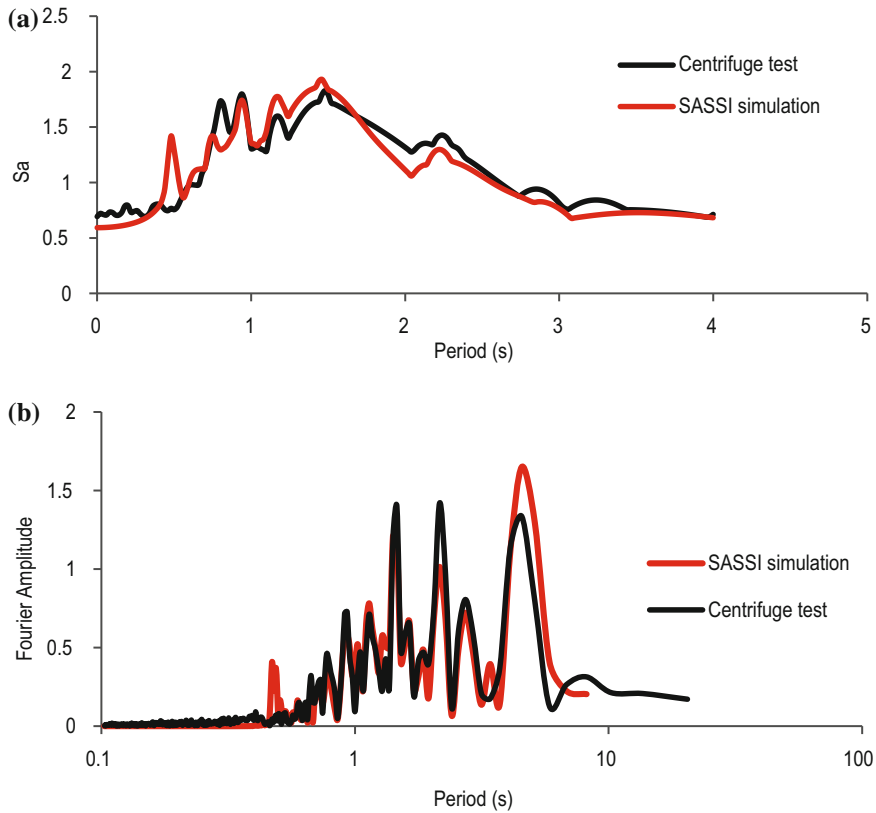 (a)
2.5
2
1.5
1
0.5
0
Sa
0 1 2 3 4 5
Period (s)
Centrifuge test
SASSI simulation
(b)
2
1.5
1
0.5
0
Fourier Amplitude
0.1 1 10 100
Period (s)
SASSI simulation
Centrifuge test